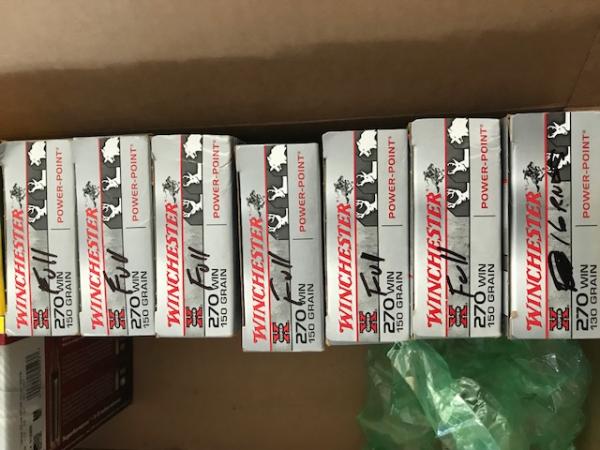 WINCHESTER
POWER-POINT®
Full
X
270 WIN
150 GRAIN
WINCHESTER
POWER-POINT®
Full
X
270 WIN
150 GRAIN
WINCHESTER
POWER-POINT®
Full
X
270 WIN
150 GRAIN
WINCHESTER
POWER-POINT®
Full
X
270 WIN
150 GRAIN
WINCHESTER
POWER-POINT®
Full
X
270 WIN
150 GRAIN
WINCHESTER
POWER-POINT®
Full
X
270 WIN
150 GRAIN
WINCHESTER
POWER-POINT®
16
X
270 WIN
130 GRAIN